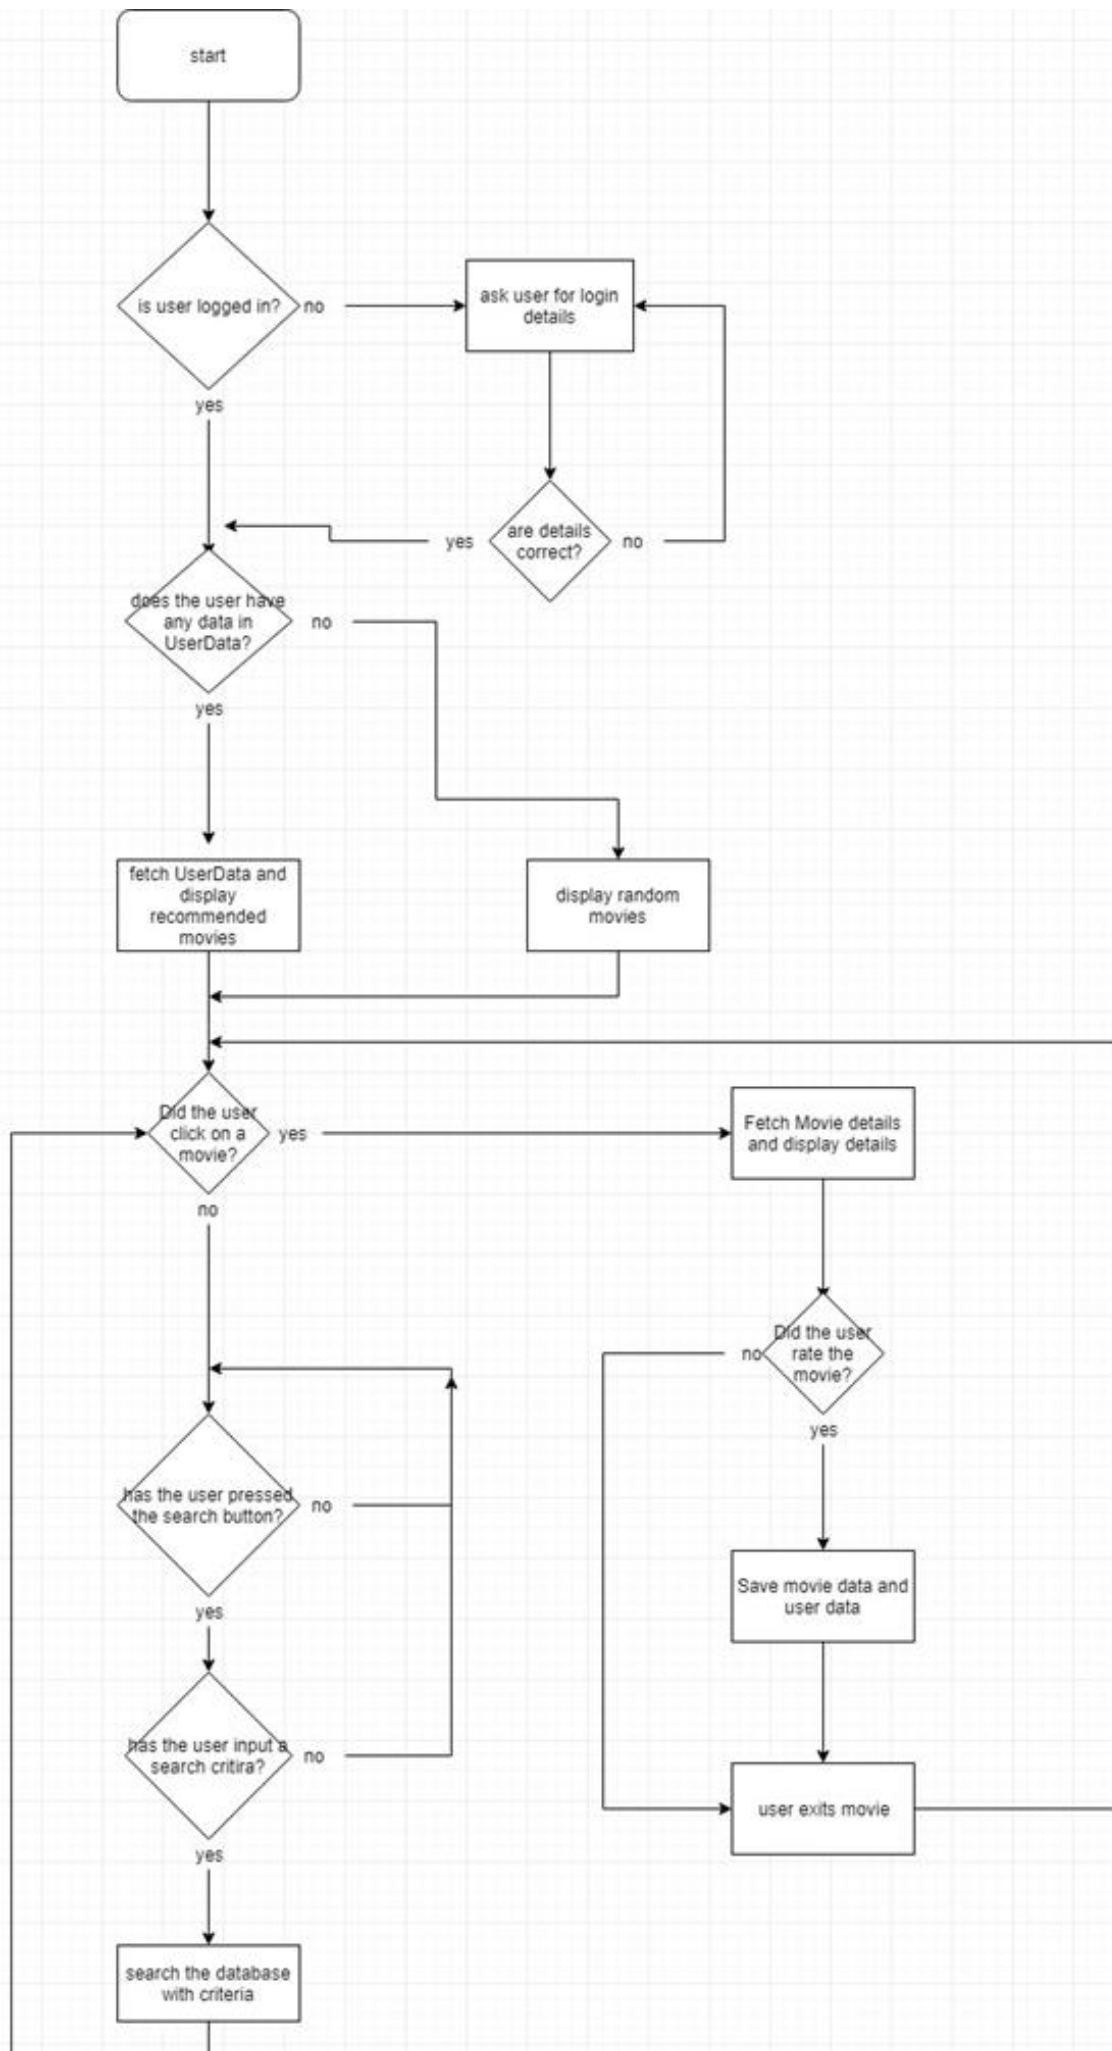 start
is user logged in?
no
ask user for login
details
yes
are details
correct?
yes
no
does the user have
any data in
UserData?
no
yes
fetch UserData and
display
recommended
movies
display random
movies
Did the user
click on a
movie?
yes
Fetch Movie details
and display details
no
Did the user
rate the
movie?
no
yes
has the user pressed
the search button?
no
Save movie data and
user data
yes
has the user input a
search critira?
no
user exits movie
yes
search the database
with criteria